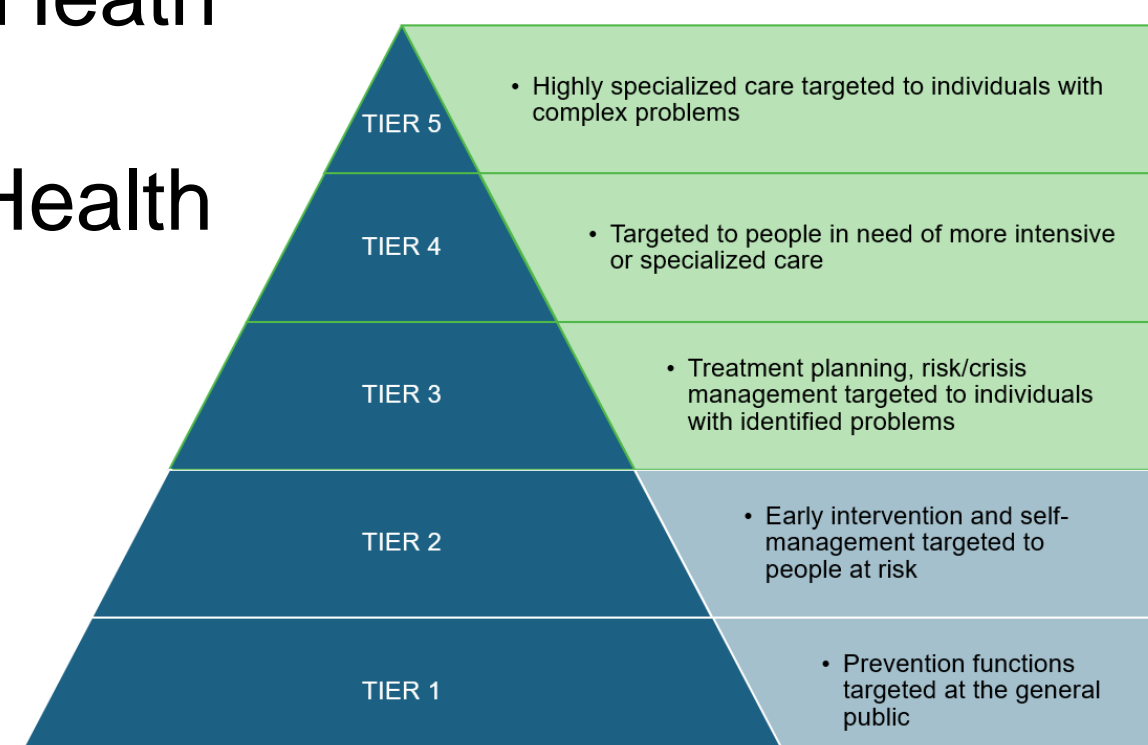 Health
TIER 5
• Highly specialized care targeted to individuals with
complex problems
TIER 4
• Targeted to people in need of more intensive
or specialized care
TIER 3
• Treatment planning, risk/crisis
management targeted to individuals
with identified problems
TIER 2
• Early intervention and self-
management targeted to
people at risk
TIER 1
• Prevention functions
targeted at the general
public